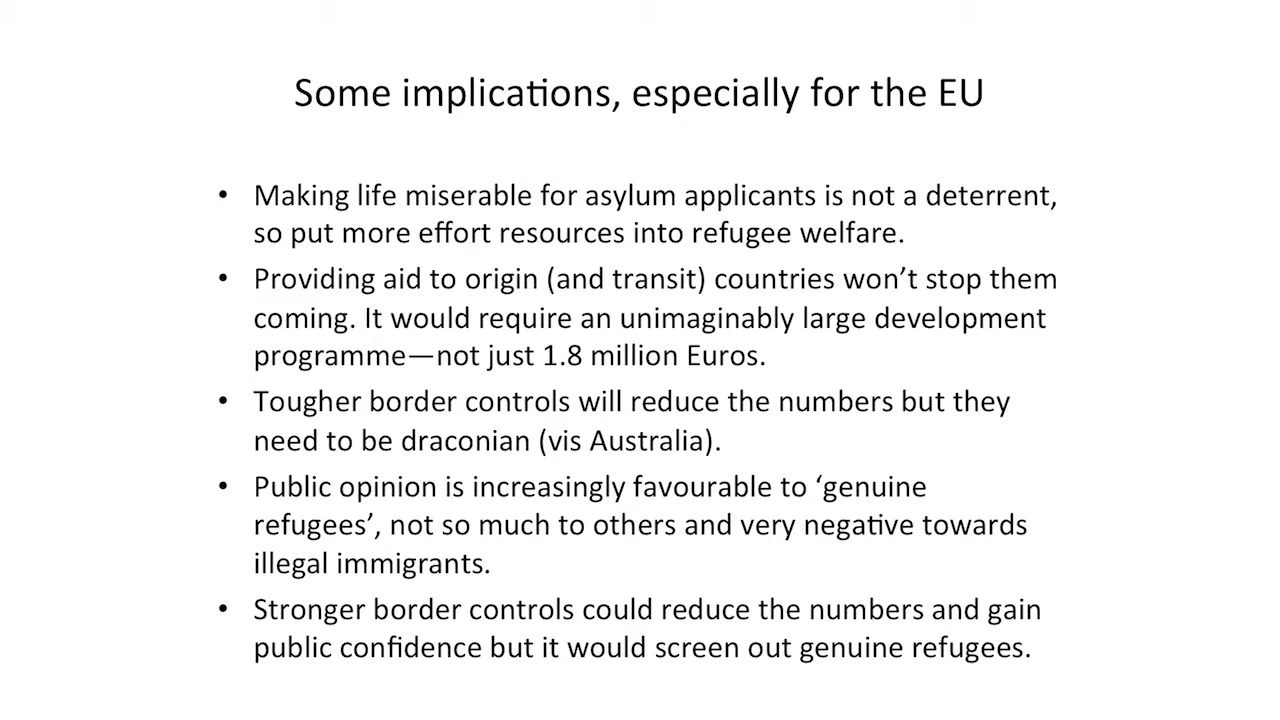 Some implications, especially for the EU
• Making life miserable for asylum applicants is not a deterrent,
so put more effort resources into refugee welfare.
• Providing aid to origin (and transit) countries won’t stop them
coming. It would require an unimaginably large development
programme—not just 1.8 million Euros.
• Tougher border controls will reduce the numbers but they
need to be draconian (vis Australia).
• Public opinion is increasingly favourable to ‘genuine
refugees’, not so much to others and very negative towards
illegal immigrants.
• Stronger border controls could reduce the numbers and gain
public confidence but it would screen out genuine refugees.